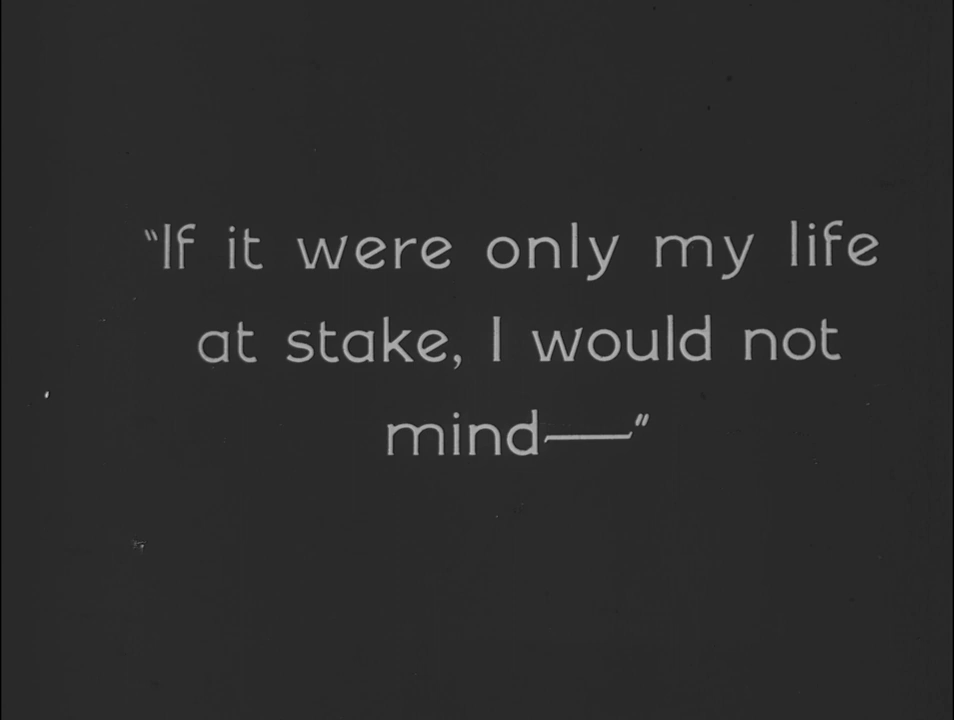 "If it were only my life
at stake, I would not
mind——"